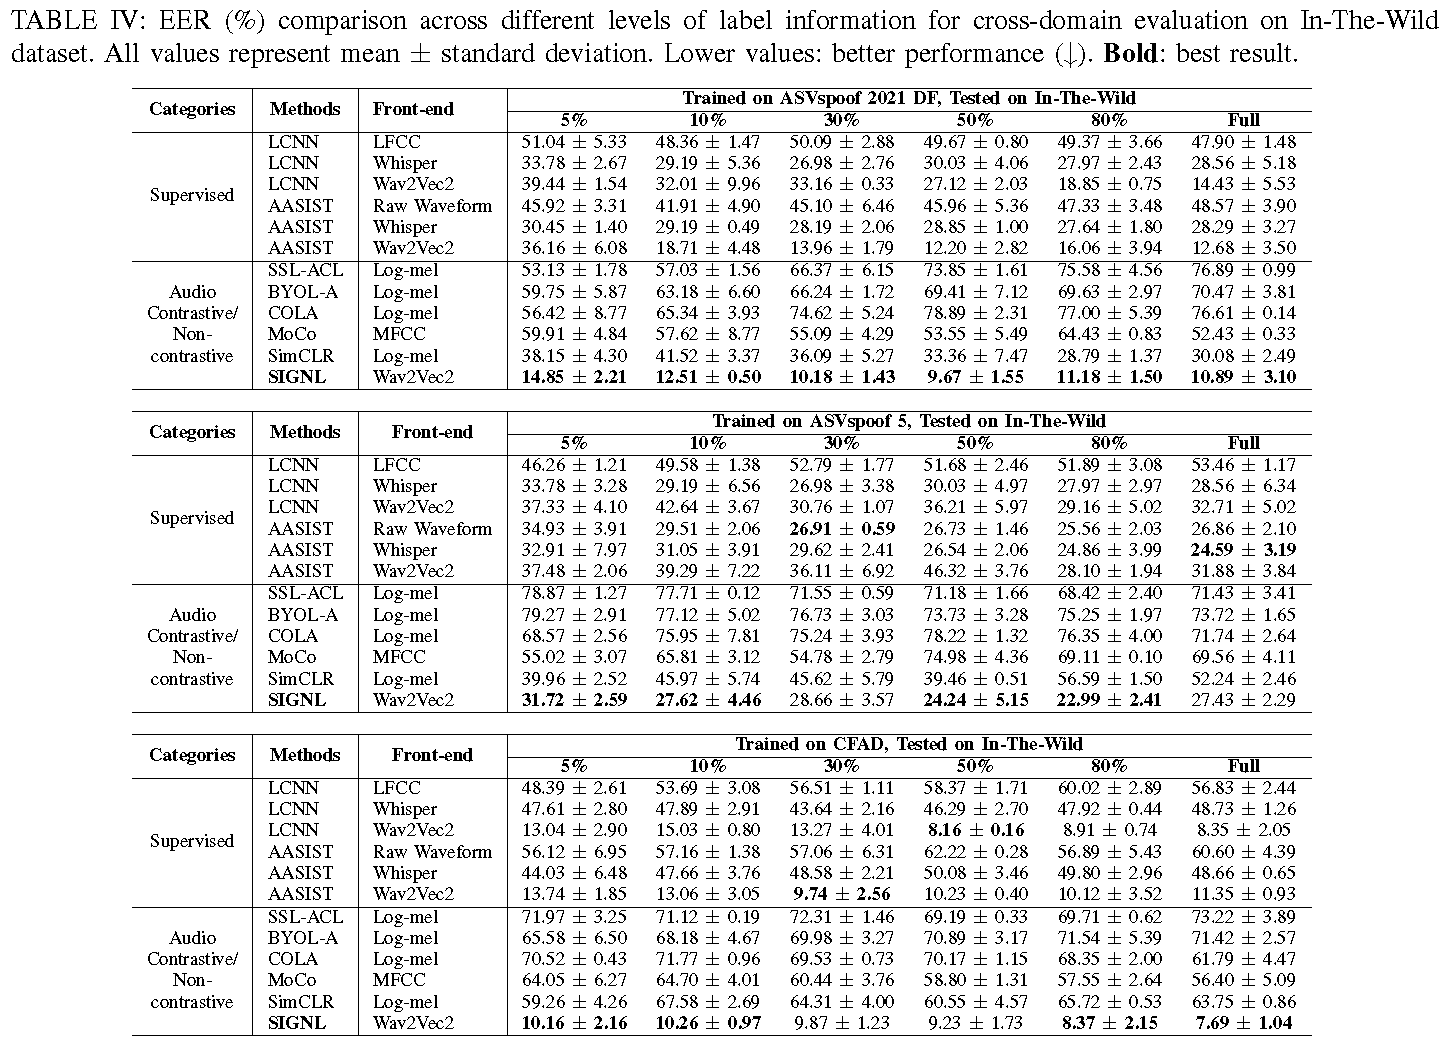 TABLE IV: EER (%) comparison across different levels of label information for cross-domain evaluation on In-The-Wild
dataset. All values represent mean ± standard deviation. Lower values: better performance (↓). Bold: best result.
Categories Methods Front-end Trained on ASVspoof 2021 DF, Tested on In-The-Wild
5% 10% 30% 50% 80% Full
Supervised
LCNN LFCC 51.04 ± 5.33 48.36 ± 1.47 50.09 ± 2.88 49.67 ± 0.80 49.37 ± 3.66 47.90 ± 1.48
LCNN Whisper 33.78 ± 2.67 29.19 ± 5.36 26.98 ± 2.76 30.03 ± 4.06 27.97 ± 2.43 28.56 ± 5.18
LCNN Wav2Vec2 39.44 ± 1.54 32.01 ± 9.96 33.16 ± 0.33 27.12 ± 2.03 18.85 ± 0.75 14.43 ± 5.53
AASIST Raw Waveform 45.92 ± 3.31 41.91 ± 4.90 45.10 ± 6.46 45.96 ± 5.36 47.33 ± 3.48 48.57 ± 3.90
AASIST Whisper 30.45 ± 1.40 29.19 ± 0.49 28.19 ± 2.06 28.85 ± 1.00 27.64 ± 1.80 28.29 ± 3.27
AASIST Wav2Vec2 36.16 ± 6.08 18.71 ± 4.48 13.96 ± 1.79 12.20 ± 2.82 16.06 ± 3.94 12.68 ± 3.50
Audio
Contrastive/
Non-
contrastive
SSL-ACL Log-mel 53.13 ± 1.78 57.03 ± 1.56 66.37 ± 6.15 73.85 ± 1.61 75.58 ± 4.56 76.89 ± 0.99
BYOL-A Log-mel 59.75 ± 5.87 63.18 ± 6.60 66.24 ± 1.72 69.41 ± 7.12 69.63 ± 2.97 70.47 ± 3.81
COLA Log-mel 56.42 ± 8.77 65.34 ± 3.93 74.62 ± 5.24 78.89 ± 2.31 77.00 ± 5.39 76.61 ± 0.14
MoCo MFCC 59.91 ± 4.84 57.62 ± 8.77 55.09 ± 4.29 53.55 ± 5.49 64.43 ± 0.83 52.43 ± 0.33
SimCLR Log-mel 38.15 ± 4.30 41.52 ± 3.37 36.09 ± 5.27 33.36 ± 7.47 28.79 ± 1.37 30.08 ± 2.49
SIGNL Wav2Vec2 14.85 ± 2.21 12.51 ± 0.50 10.18 ± 1.43 9.67 ± 1.55 11.18 ± 1.50 10.89 ± 3.10
Categories Methods Front-end Trained on ASVspoof 5, Tested on In-The-Wild
5% 10% 30% 50% 80% Full
Supervised
LCNN LFCC 46.26 ± 1.21 49.58 ± 1.38 52.79 ± 1.77 51.68 ± 2.46 51.89 ± 3.08 53.46 ± 1.17
LCNN Whisper 33.78 ± 3.28 29.19 ± 6.56 26.98 ± 3.38 30.03 ± 4.97 27.97 ± 2.97 28.56 ± 6.34
LCNN Wav2Vec2 37.33 ± 4.10 42.64 ± 3.67 30.76 ± 1.07 36.21 ± 5.97 29.16 ± 5.02 32.71 ± 5.02
AASIST Raw Waveform 34.93 ± 3.91 29.51 ± 2.06 26.91 ± 0.59 26.73 ± 1.46 25.56 ± 2.03 26.86 ± 2.10
AASIST Whisper 32.91 ± 7.97 31.05 ± 3.91 29.62 ± 2.41 26.54 ± 2.06 24.86 ± 3.99 24.59 ± 3.19
AASIST Wav2Vec2 37.48 ± 2.06 39.29 ± 7.22 36.11 ± 6.92 46.32 ± 3.76 28.10 ± 1.94 31.88 ± 3.84
Audio
Contrastive/
Non-
contrastive
SSL-ACL Log-mel 78.87 ± 1.27 77.71 ± 0.12 71.55 ± 0.59 71.18 ± 1.66 68.42 ± 2.40 71.43 ± 3.41
BYOL-A Log-mel 79.27 ± 2.91 77.12 ± 5.02 76.73 ± 3.03 73.73 ± 3.28 75.25 ± 1.97 73.72 ± 1.65
COLA Log-mel 68.57 ± 2.56 75.95 ± 7.81 75.24 ± 3.93 78.22 ± 1.32 76.35 ± 4.00 71.74 ± 2.64
MoCo MFCC 55.02 ± 3.07 65.81 ± 3.12 54.78 ± 2.79 74.98 ± 4.36 69.11 ± 0.10 69.56 ± 4.11
SimCLR Log-mel 39.96 ± 2.52 45.97 ± 5.74 45.62 ± 5.79 39.46 ± 0.51 56.59 ± 1.50 52.24 ± 2.46
SIGNL Wav2Vec2 31.72 ± 2.59 27.62 ± 4.46 28.66 ± 3.57 24.24 ± 5.15 22.99 ± 2.41 27.43 ± 2.29
Categories Methods Front-end Trained on CFAD, Tested on In-The-Wild
5% 10% 30% 50% 80% Full
Supervised
LCNN LFCC 48.39 ± 2.61 53.69 ± 3.08 56.51 ± 1.11 58.37 ± 1.71 60.02 ± 2.89 56.83 ± 2.44
LCNN Whisper 47.61 ± 2.80 47.89 ± 2.91 43.64 ± 2.16 46.29 ± 2.70 47.92 ± 0.44 48.73 ± 1.26
LCNN Wav2Vec2 13.04 ± 2.90 15.03 ± 0.80 13.27 ± 4.01 8.16 ± 0.16 8.91 ± 0.74 8.35 ± 2.05
AASIST Raw Waveform 56.12 ± 6.95 57.16 ± 1.38 57.06 ± 6.31 62.22 ± 0.28 56.89 ± 5.43 60.60 ± 4.39
AASIST Whisper 44.03 ± 6.48 47.66 ± 3.76 48.58 ± 2.21 50.08 ± 3.46 49.80 ± 2.96 48.66 ± 0.65
AASIST Wav2Vec2 13.74 ± 1.85 13.06 ± 3.05 9.74 ± 2.56 10.23 ± 0.40 10.12 ± 3.52 11.35 ± 0.93
Audio
Contrastive/
Non-
contrastive
SSL-ACL Log-mel 71.97 ± 3.25 71.12 ± 0.19 72.31 ± 1.46 69.19 ± 0.33 69.71 ± 0.62 73.22 ± 3.89
BYOL-A Log-mel 65.58 ± 6.50 68.18 ± 4.67 69.98 ± 3.27 70.89 ± 3.17 71.54 ± 5.39 71.42 ± 2.57
COLA Log-mel 70.52 ± 0.43 71.77 ± 0.96 69.53 ± 0.73 70.17 ± 1.15 68.35 ± 2.00 61.79 ± 4.47
MoCo MFCC 64.05 ± 6.27 64.70 ± 4.01 60.44 ± 3.76 58.80 ± 1.31 57.55 ± 2.64 56.40 ± 5.09
SimCLR Log-mel 59.26 ± 4.26 67.58 ± 2.69 64.31 ± 4.00 60.55 ± 4.57 65.72 ± 0.53 63.75 ± 0.86
SIGNL Wav2Vec2 10.16 ± 2.16 10.26 ± 0.97 9.87 ± 1.23 9.23 ± 1.73 8.37 ± 2.15 7.69 ± 1.04